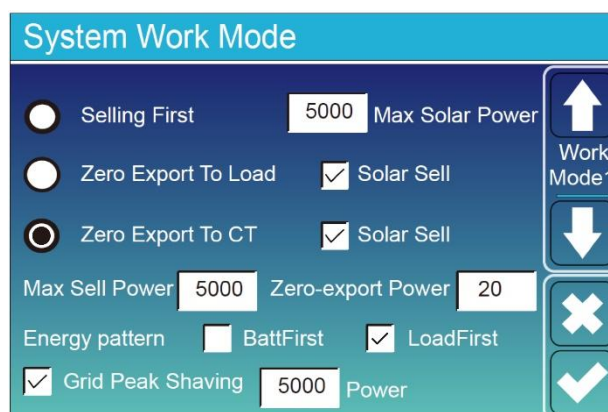 System Work Mode
Selling First 5000 Max Solar Power
Work
Mode1
Zero Export To Load Solar Sell
Zero Export To CT Solar Sell
Max Sell Power 5000 Zero-export Power 20
Energy pattern BattFirst LoadFirst
Grid Peak Shaving 5000 Power